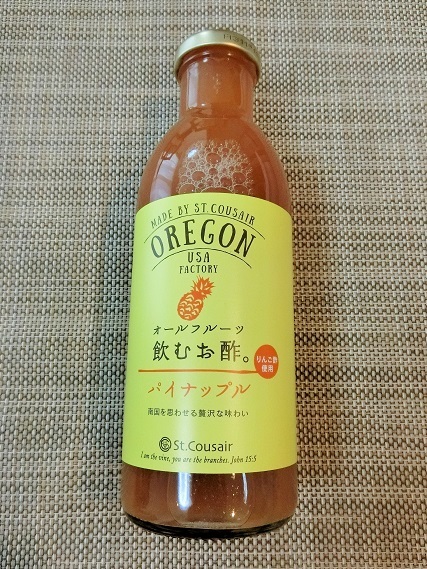 MADE BY ST.COUSAIR
OREGON
USA
FACTORY
オールフルーツ
飲むお酢。
りんご酢
使用
パイナップル
南国を思わせる贅沢な味わい
St.Cousair
I am the vine, you are the branches. John 15:5